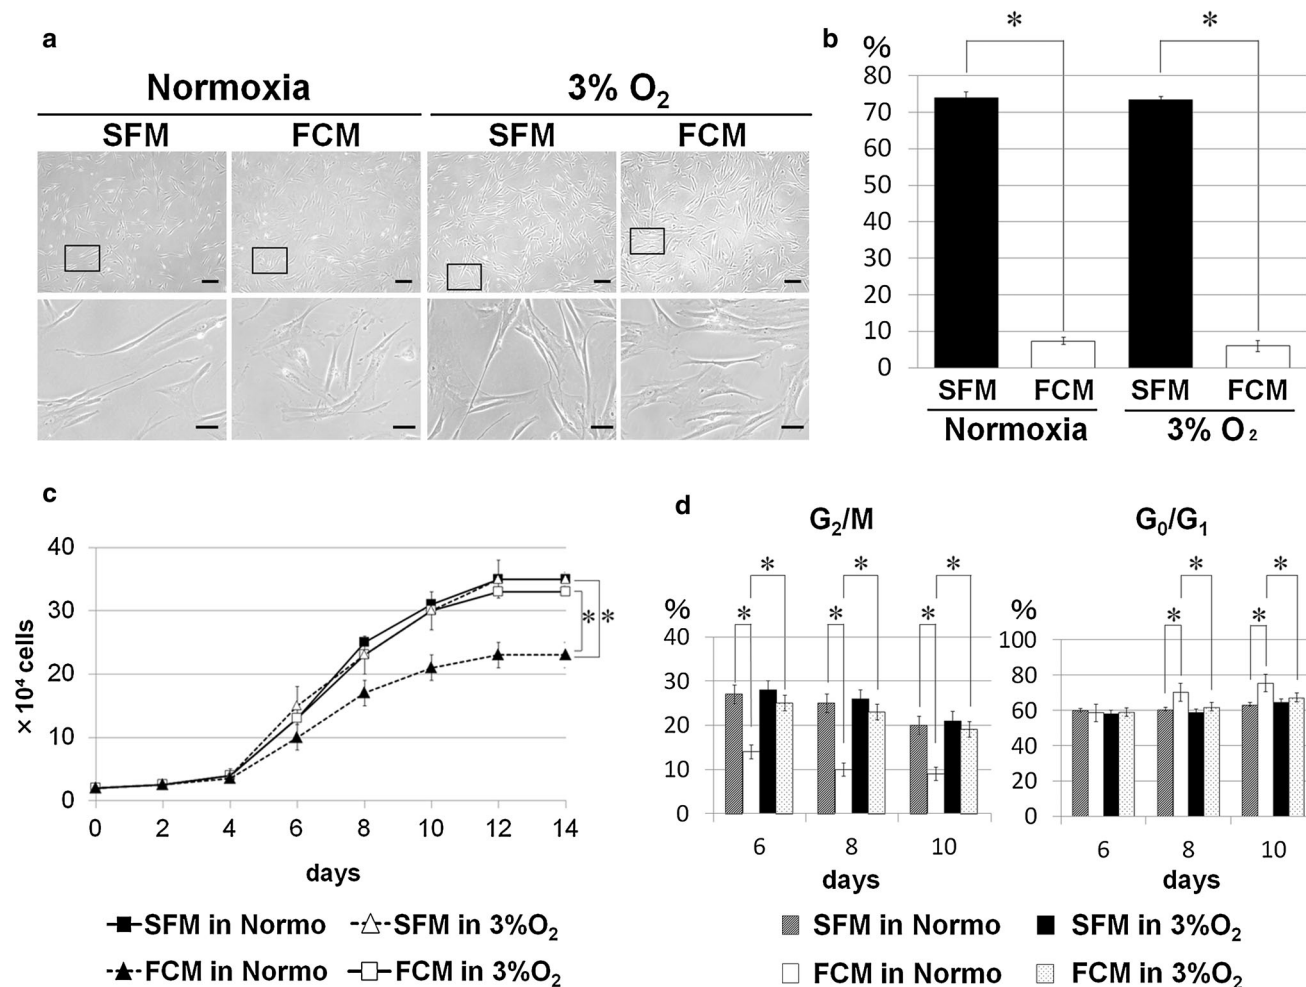 a
Normoxia 3% O₂
SFM FCM SFM FCM
b
* *
%
80
70
60
50
40
30
20
10
0
SFM FCM SFM FCM
Normoxia 3% O₂
c
×10⁴ cells
40
30
20
10
0
0 2 4 6 8 10 12 14
days
* *
SFM in Normo SFM in 3%O₂
FCM in Normo FCM in 3%O₂
d
G₂/M
%
40
30
20
10
0
* * * * * *
6 8 10
days
G₀/G₁
%
100
80
60
40
20
0
* * * *
6 8 10
days
SFM in Normo SFM in 3%O₂
FCM in Normo FCM in 3%O₂